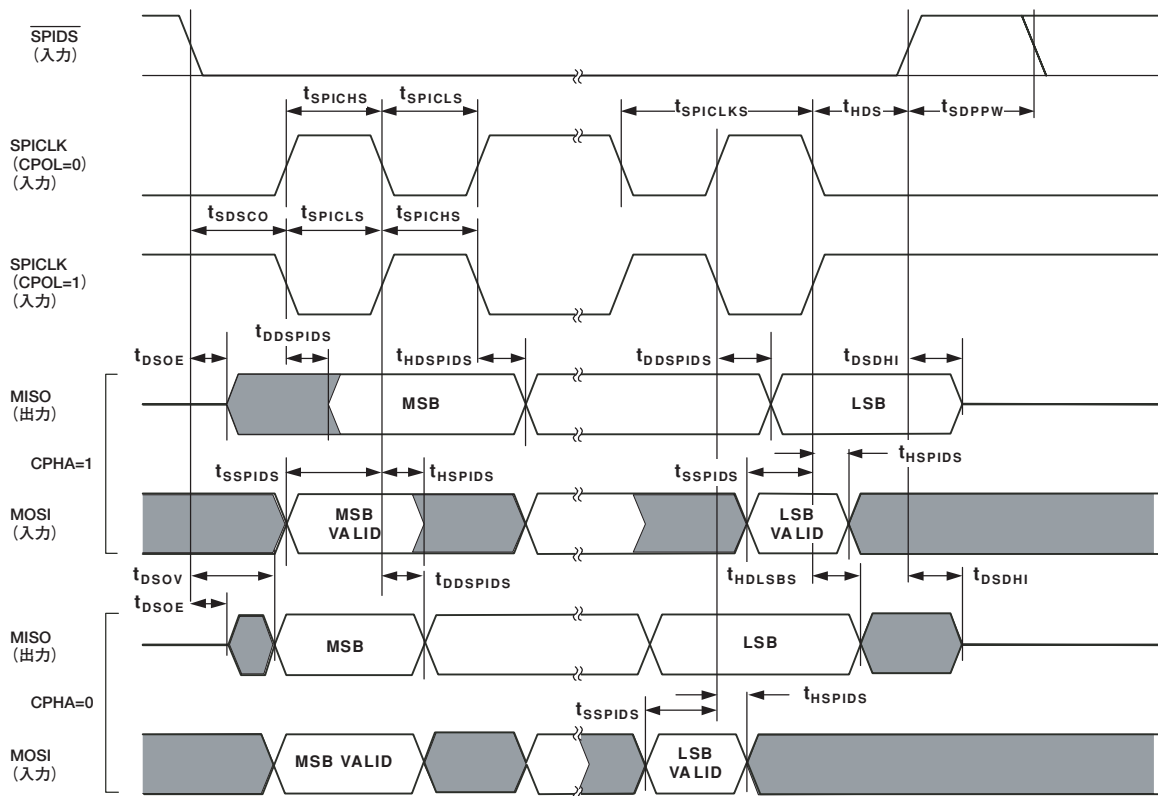 SPIDS
（入力）
tSPICHS tSPICLS tSPICLKS tHDS tSDPPW
SPICLK
（CPOL=0）
（入力）
tSDSCO tSPICLS tSPICHS
SPICLK
（CPOL=1）
（入力）
tDSOE tDDSPIDS tHDSPIDS tDDSPIDS tDSDHI
MISO
（出力）
MSB LSB
CPHA=1
tSSPIDS tHSPIDS tSSPIDS tHSPIDS
MOSI
（入力）
MSB
VALID
LSB
VALID
tDSOV tDDSPIDS tHDLSBS tDSDHI
tDSOE
MISO
（出力）
MSB LSB
CPHA=0
tSSPIDS tHSPIDS
MOSI
（入力）
MSB VALID
LSB
VALID